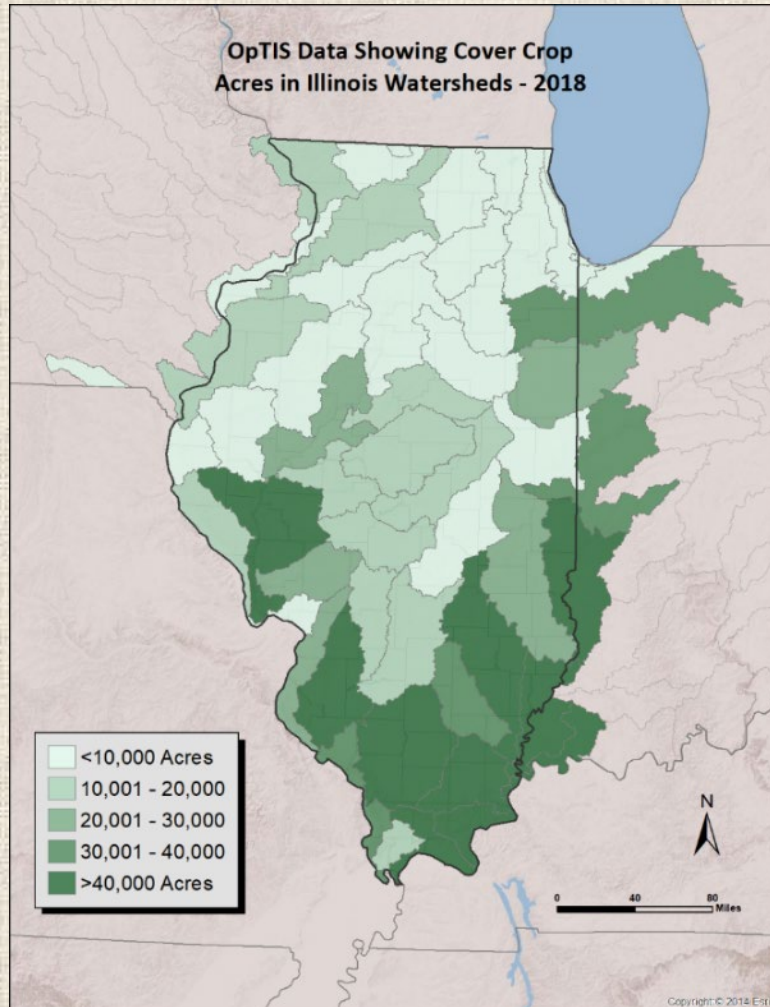 OpTIS Data Showing Cover Crop
Acres in Illinois Watersheds - 2018
<10,000 Acres
10,001 - 20,000
20,001 - 30,000
30,001 - 40,000
>40,000 Acres
N
0 40 80
Miles
Copyright:© 2014 Esri